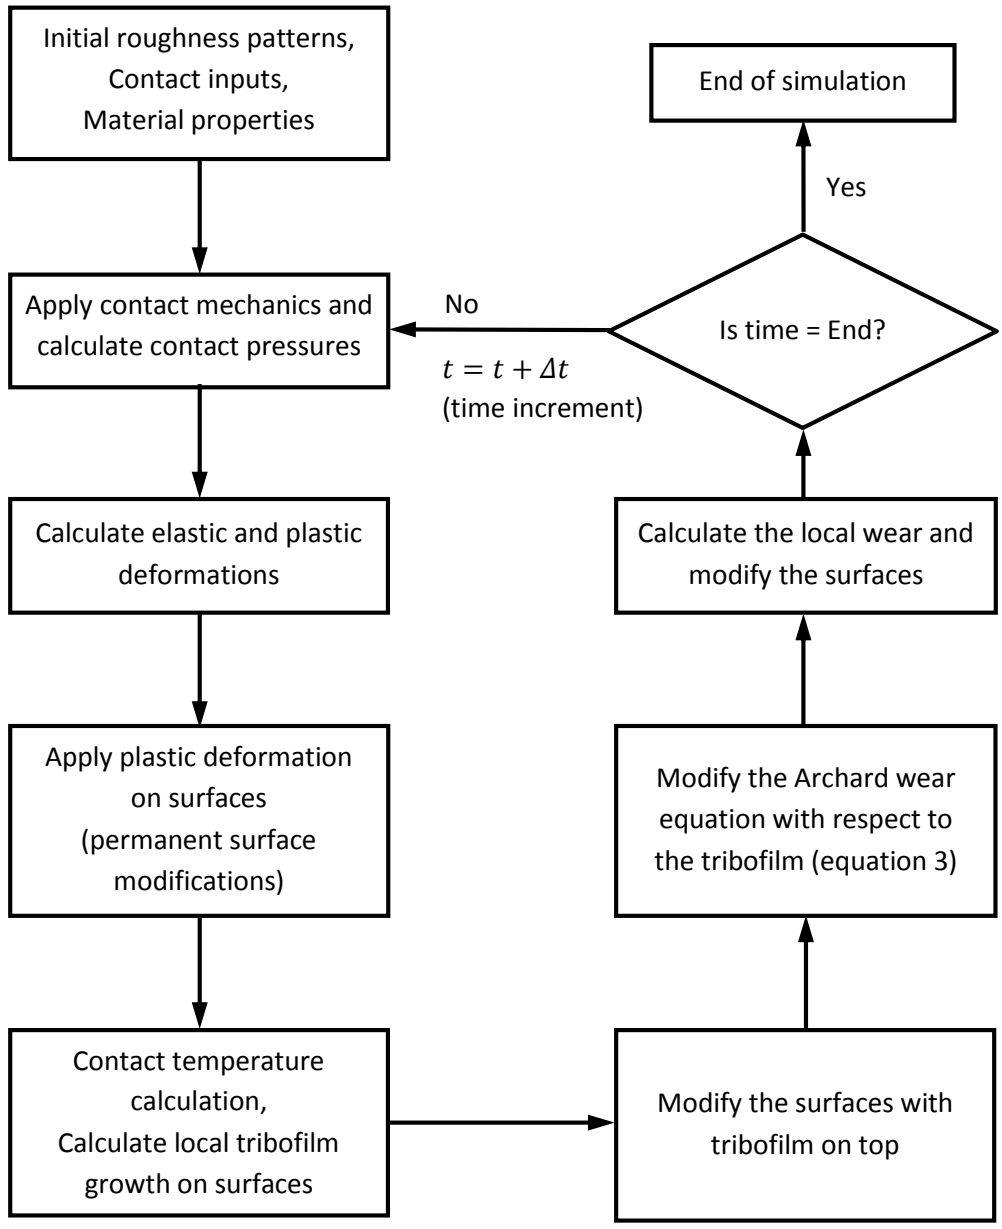 Initial roughness patterns,
Contact inputs,
Material properties
Apply contact mechanics and
calculate contact pressures
Calculate elastic and plastic
deformations
Apply plastic deformation
on surfaces
(permanent surface
modifications)
Contact temperature
calculation,
Calculate local tribofilm
growth on surfaces
Modify the surfaces with
tribofilm on top
Modify the Archard wear
equation with respect to
the tribofilm (equation 3)
Calculate the local wear and
modify the surfaces
Is time = End?
No
t = t + Δt
(time increment)
Yes
End of simulation